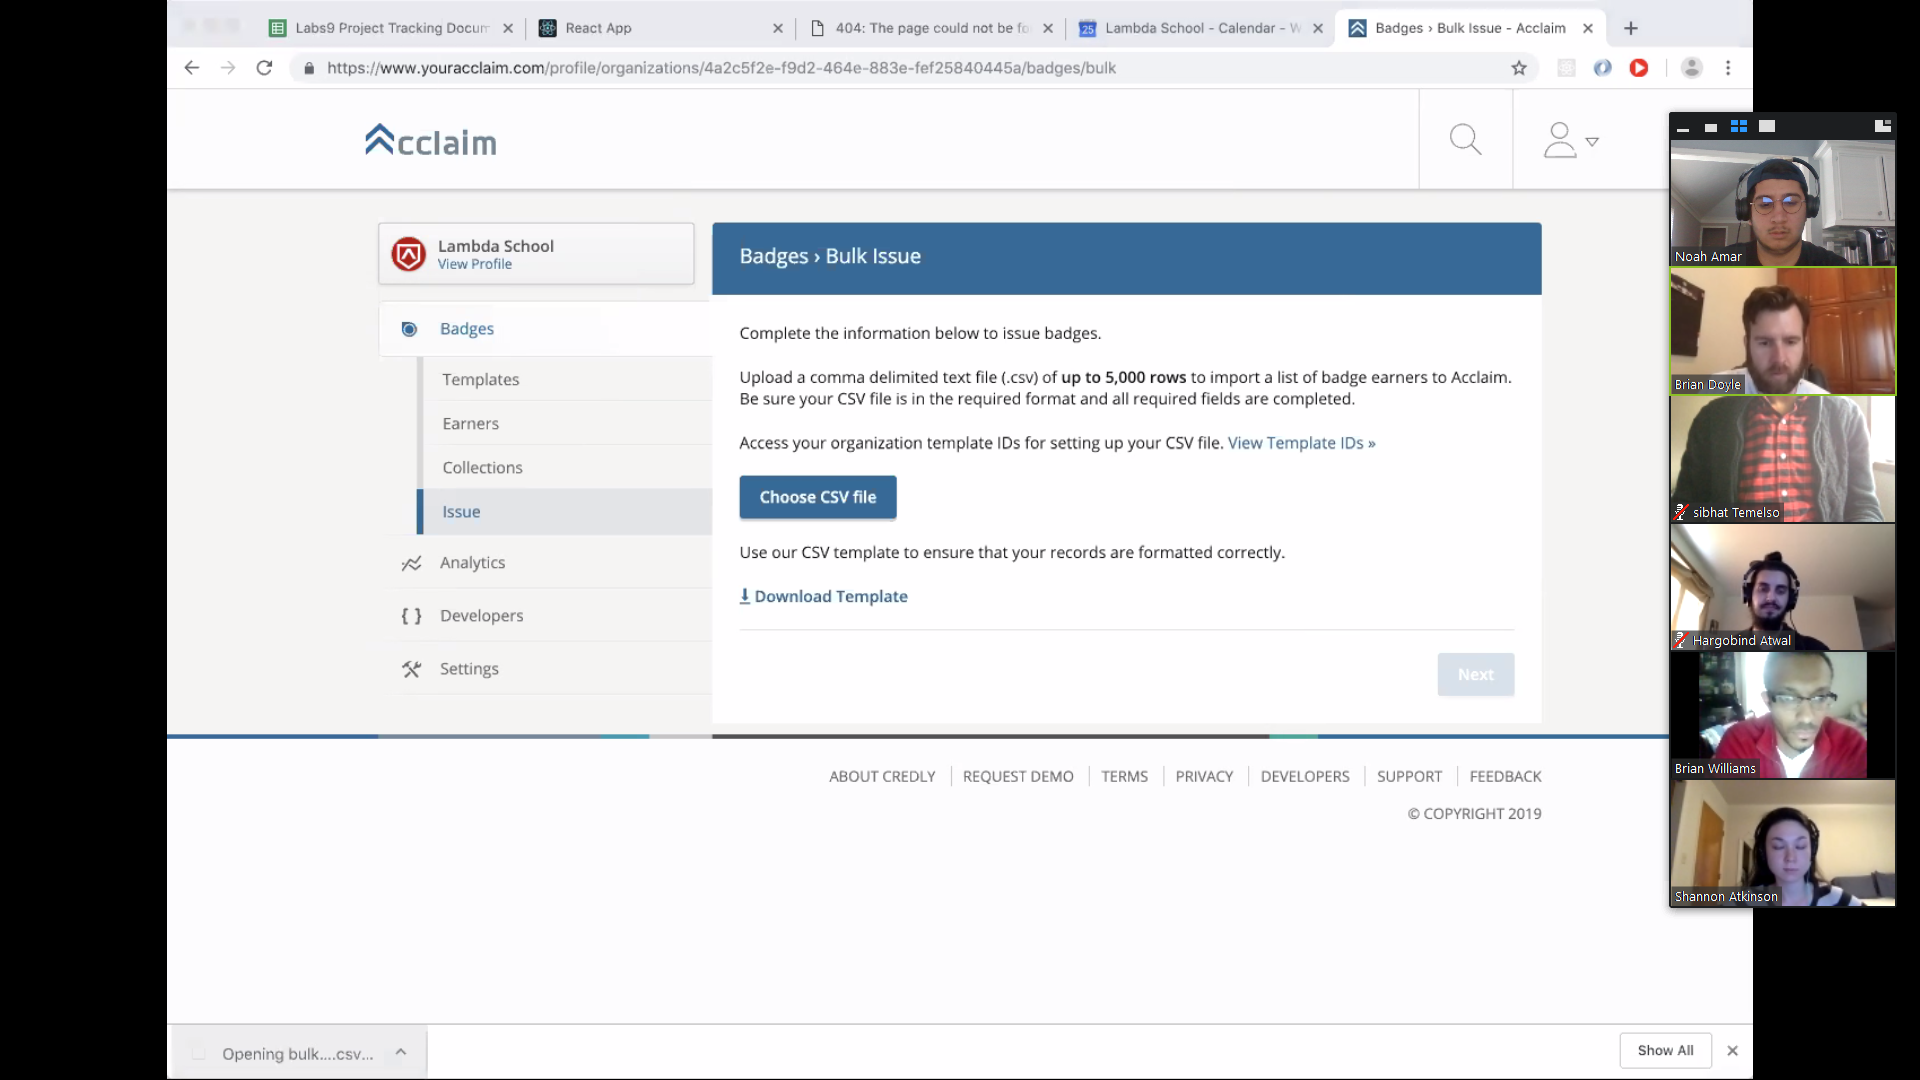 Labs9 Project Tracking Docum
React App
404: The page could not be fo
25
Lambda School - Calendar - W
Badges › Bulk Issue - Acclaim
https://www.youracclaim.com/profile/organizations/4a2c5f2e-f9d2-464e-883e-fef25840445a/badges/bulk
Acclaim
Lambda School
View Profile
Badges
Templates
Earners
Collections
Issue
Analytics
Developers
Settings
Badges › Bulk Issue
Complete the information below to issue badges.
Upload a comma delimited text file (.csv) of up to 5,000 rows to import a list of badge earners to Acclaim.
Be sure your CSV file is in the required format and all required fields are completed.
Access your organization template IDs for setting up your CSV file. View Template IDs »
Choose CSV file
Use our CSV template to ensure that your records are formatted correctly.
Download Template
Next
ABOUT CREDLY
REQUEST DEMO
TERMS
PRIVACY
DEVELOPERS
SUPPORT
FEEDBACK
© COPYRIGHT 2019
Noah Amar
Brian Doyle
sibhat Temelso
Hargobind Atwal
Brian Williams
Shannon Atkinson
Opening bulk....csv...
Show All